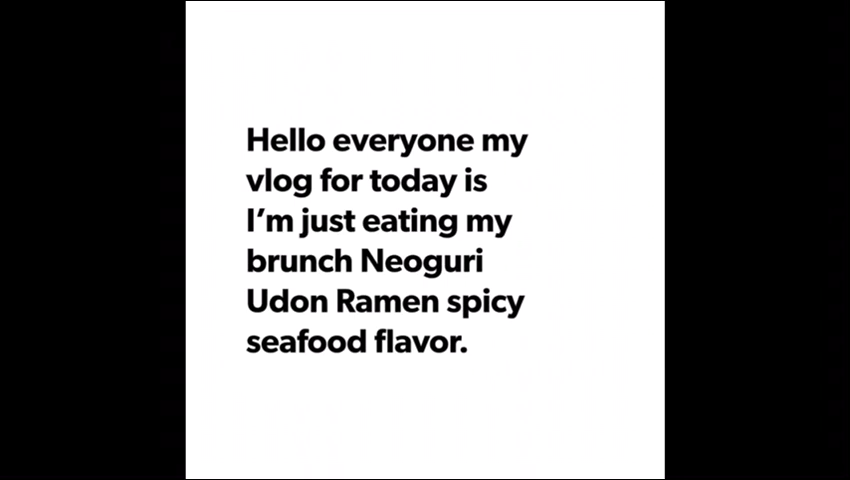 Hello everyone my
vlog for today is
I’m just eating my
brunch Neoguri
Udon Ramen spicy
seafood flavor.